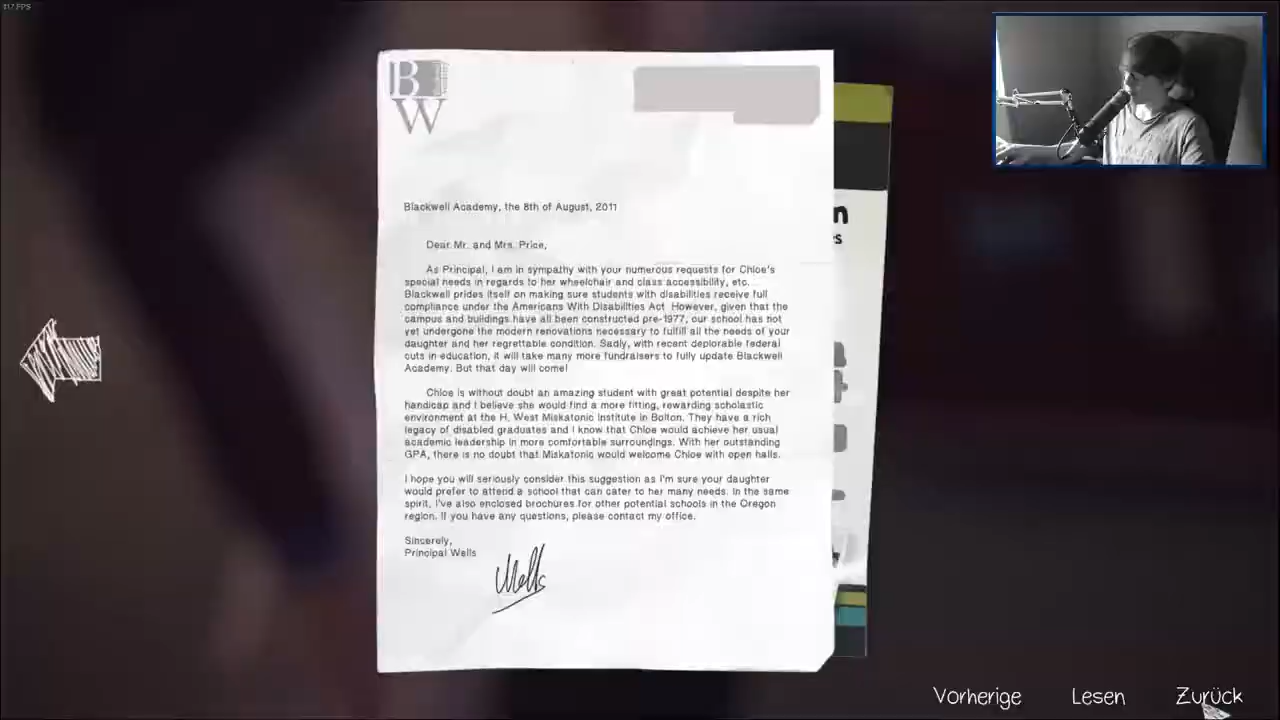 117 FPS
B
W
Blackwell Academy, the 8th of August, 2011
Dear Mr. and Mrs. Price,
As Principal, I am in sympathy with your numerous requests for Chloe's
special needs in regards to her wheelchair and class accessibility, etc.
Blackwell prides itself on making sure students with disabilities receive full
compliance under the Americans With Disabilities Act. However, given that the
campus and buildings have all been constructed pre-1977, our school has not
yet undergone the modern renovations necessary to fulfill all the needs of your
daughter and her regrettable condition. Sadly, with recent deplorable federal
cuts in education, it will take many more fundraisers to fully update Blackwell
Academy. But that day will come!
Chloe is without doubt an amazing student with great potential despite her
handicap and I believe she would find a more fitting, rewarding scholastic
environment at the H. West Miskatonic Institute in Bolton. They have a rich
legacy of disabled graduates and I know that Chloe would achieve her usual
academic leadership in more comfortable surroundings. With her outstanding
GPA, there is no doubt that Miskatonic would welcome Chloe with open halls.
I hope you will seriously consider this suggestion as I'm sure your daughter
would prefer to attend a school that can cater to her many needs. In the same
spirit, I've also enclosed brochures for other potential schools in the Oregon
region. If you have any questions, please contact my office.
Sincerely,
Principal Wells
Wells
n
s
Vorherige Lesen Zurück